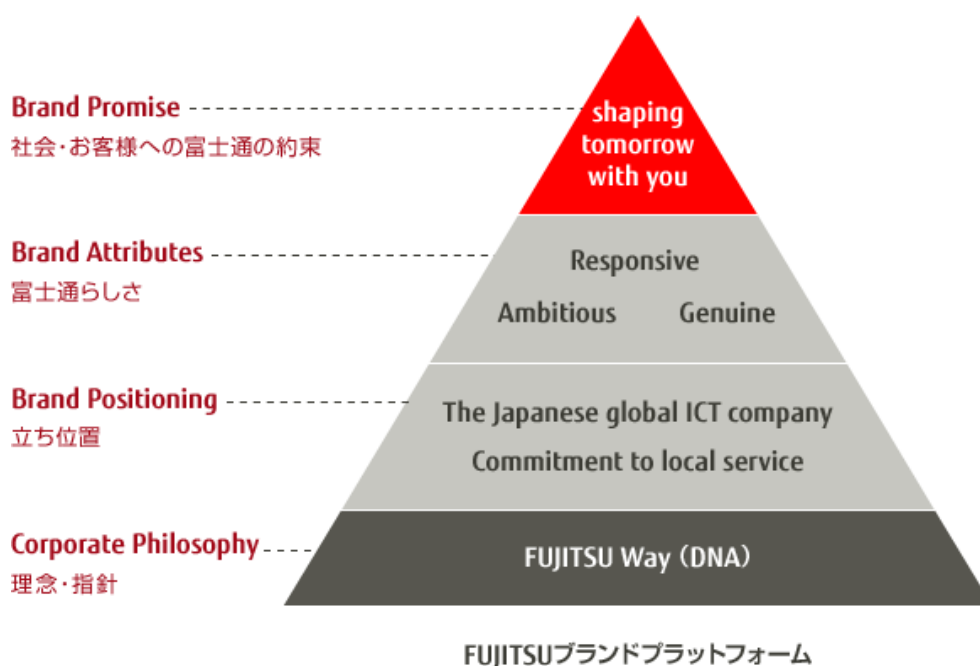 Brand Promise
社会・お客様への富士通の約束
shaping
tomorrow
with you
Brand Attributes
富士通らしさ
Responsive
Ambitious Genuine
Brand Positioning
立ち位置
The Japanese global ICT company
Commitment to local service
Corporate Philosophy
理念・指針
FUJITSU Way（DNA）
FUJITSUブランドプラットフォーム